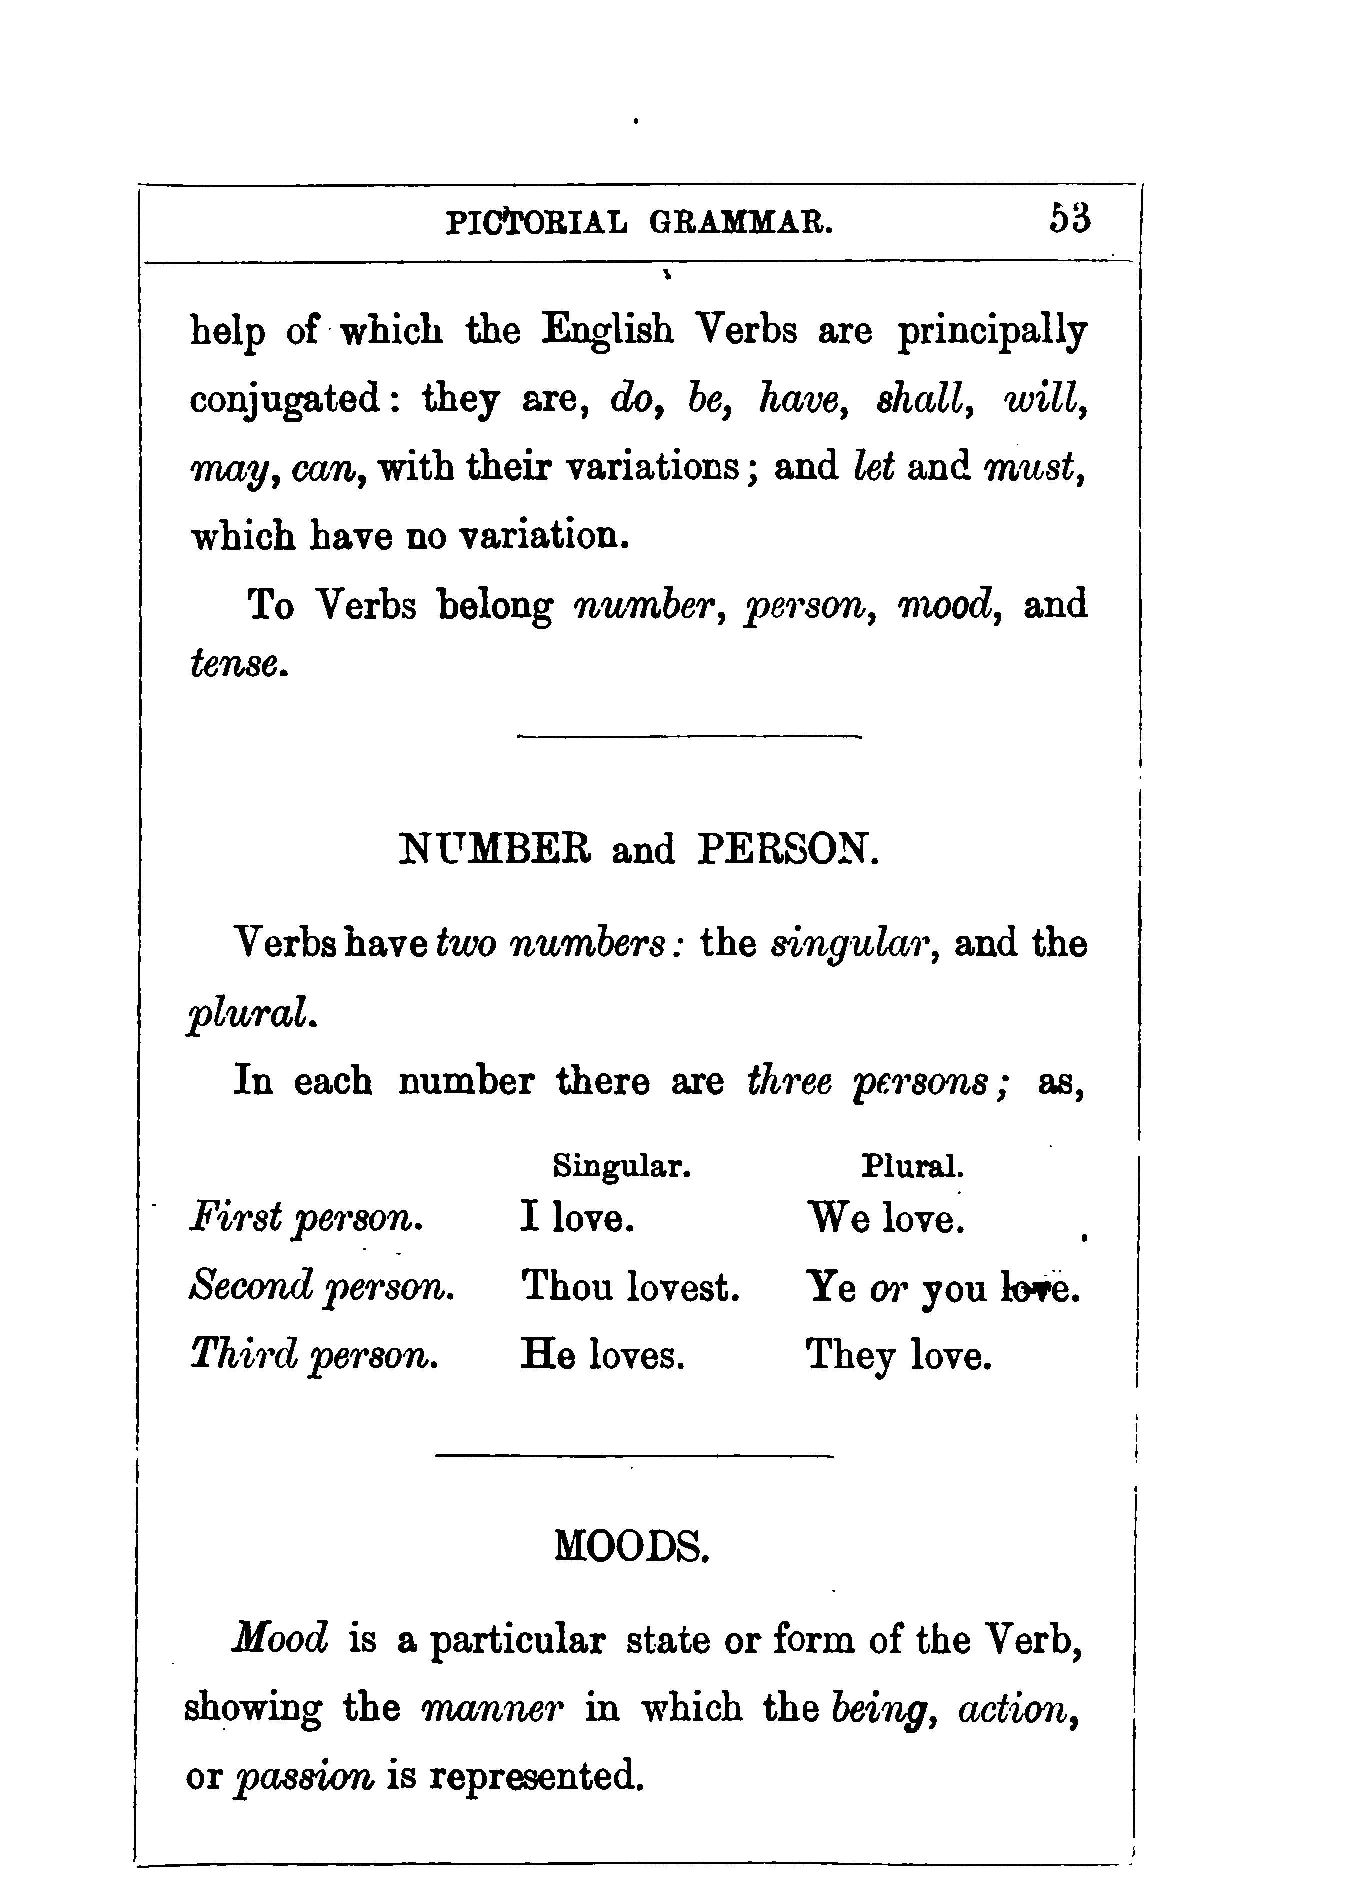 PICTORIAL GRAMMAR. 53
help of which the English Verbs are principally
conjugated: they are, do, be, have, shall, will,
may, can, with their variations; and let and must,
which have no variation.
To Verbs belong number, person, mood, and
tense.
NUMBER and PERSON.
Verbs have two numbers: the singular, and the
plural.
In each number there are three persons; as,
Singular. Plural.
First person. I love. We love.
Second person. Thou lovest. Ye or you love.
Third person. He loves. They love.
MOODS.
Mood is a particular state or form of the Verb,
showing the manner in which the being, action,
or passion is represented.